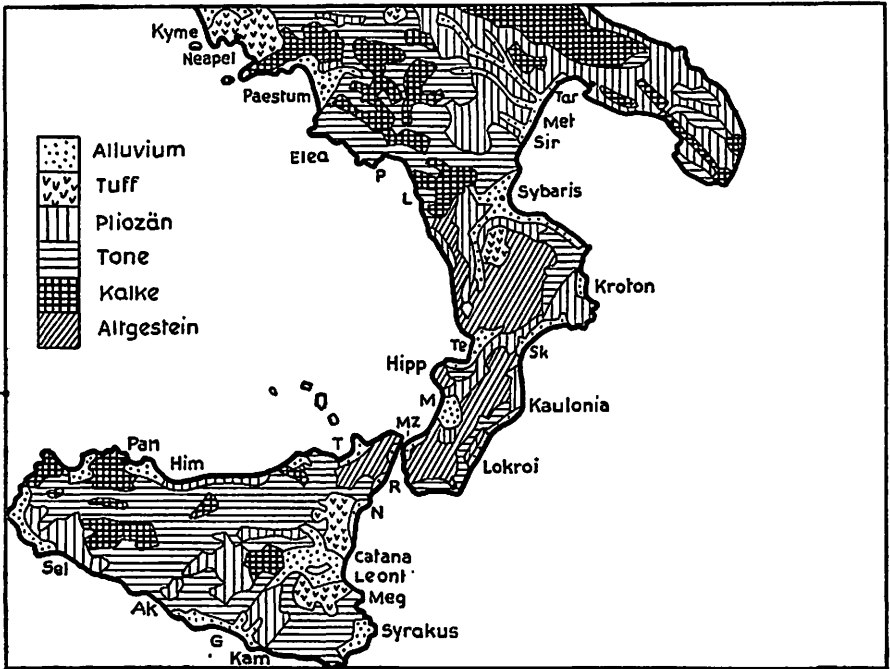 Kyme
Neapel
Paestum
Elea
P
L
Tar
Met
Sir
Sybaris
Kroton
Te
Sk
Hipp
M
Kaulonia
Mz
Lokroi
R
Alluvium
Tuff
Pliozän
Tone
Kalke
Altgestein
Pan
Him
T
N
Catana
Leont
Meg
Syrakus
Sel
Ak
G
Kam